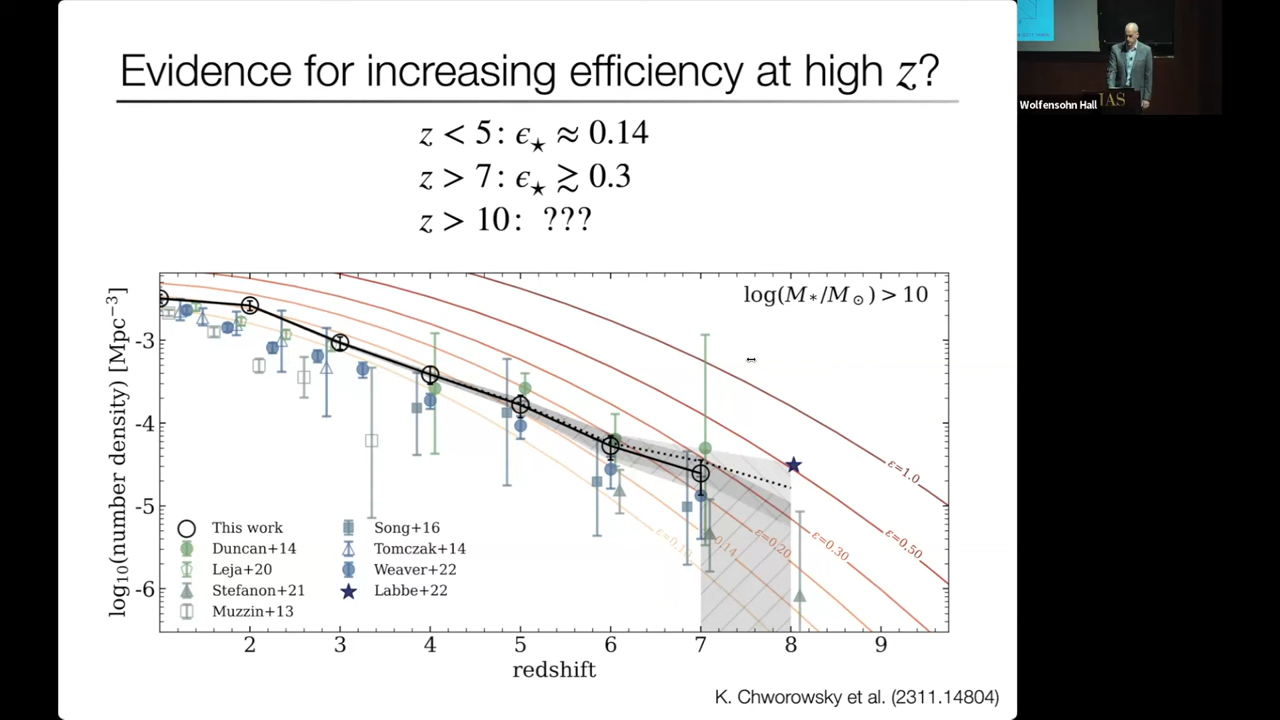 Evidence for increasing efficiency at high z?
z < 5: ϵ⋆ ≈ 0.14
z > 7: ϵ⋆ ≳ 0.3
z > 10: ???
log(M*/M⊙) > 10
log10(number density) [Mpc−3]
-3
-4
-5
-6
ε=1.0
ε=0.50
ε=0.30
ε=0.20
0.14
This work
Duncan+14
Leja+20
Stefanon+21
Muzzin+13
Song+16
Tomczak+14
Weaver+22
Labbe+22
2 3 4 5 6 7 8 9
redshift
K. Chworowsky et al. (2311.14804)
Wolfensohn Hall
IAS